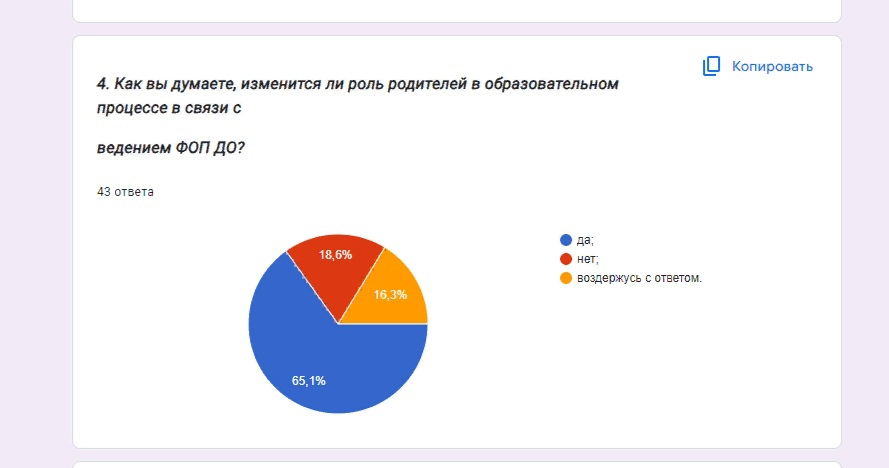 Копировать
4. Как вы думаете, изменится ли роль родителей в образовательном
процессе в связи с
ведением ФОП ДО?
43 ответа
18,6%
16,3%
65,1%
да;
нет;
воздержусь с ответом.